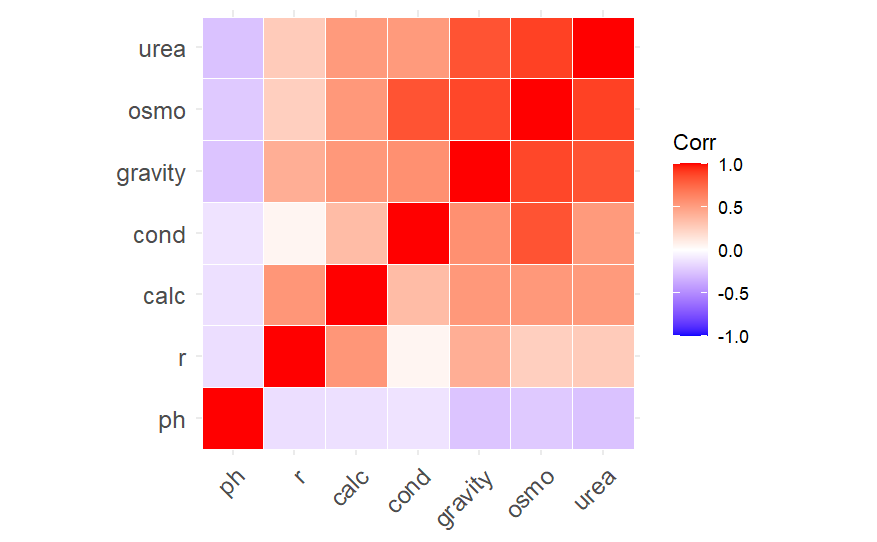 urea
osmo
gravity
cond
calc
r
ph
ph
r
calc
cond
gravity
osmo
urea
Corr
1.0
0.5
0.0
-0.5
-1.0